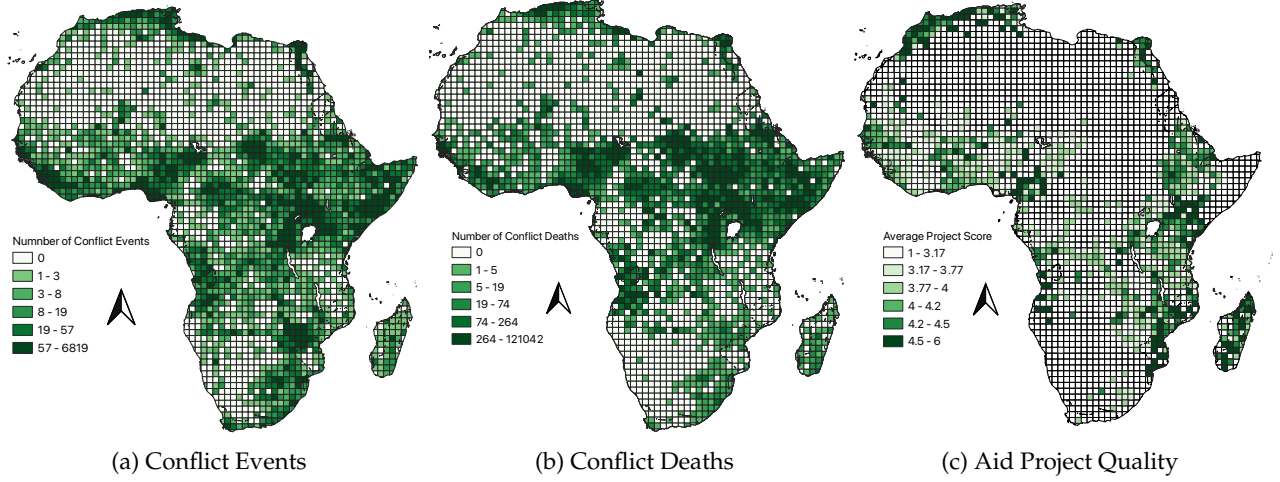 Numnber of Conflict Events
0
1 - 3
3 - 8
8 - 19
19 - 57
57 - 6819
Number of Conflict Deaths
0
1 - 5
5 - 19
19 - 74
74 - 264
264 - 121042
Average Project Score
1 - 3.17
3.17 - 3.77
3.77 - 4
4 - 4.2
4.2 - 4.5
4.5 - 6
(a) Conflict Events
(b) Conflict Deaths
(c) Aid Project Quality